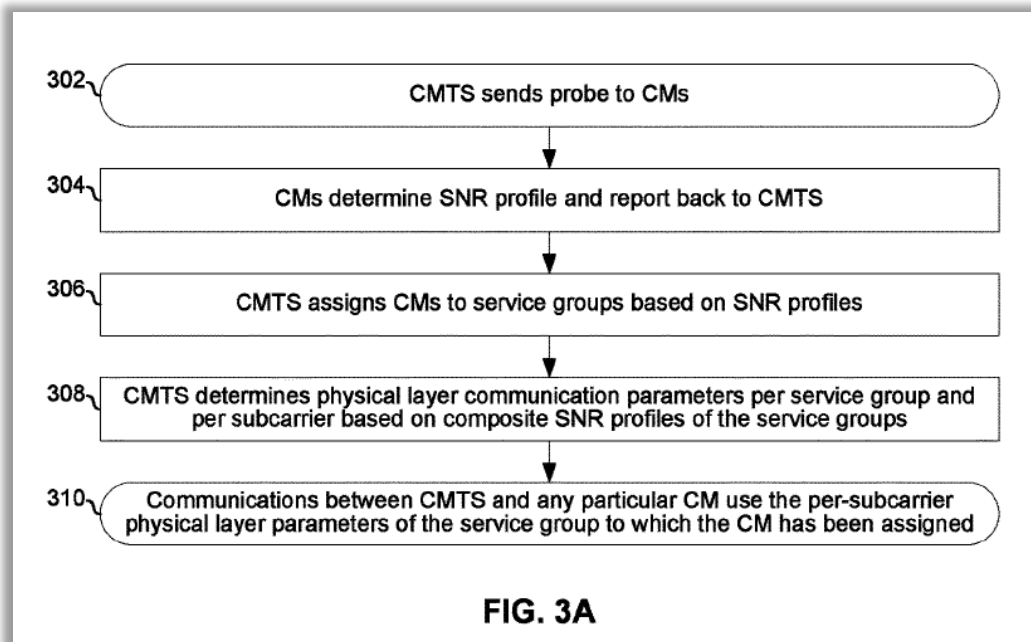 302
CMTS sends probe to CMs
304
CMs determine SNR profile and report back to CMTS
306
CMTS assigns CMs to service groups based on SNR profiles
308
CMTS determines physical layer communication parameters per service group and
per subcarrier based on composite SNR profiles of the service groups
310
Communications between CMTS and any particular CM use the per-subcarrier
physical layer parameters of the service group to which the CM has been assigned
FIG. 3A